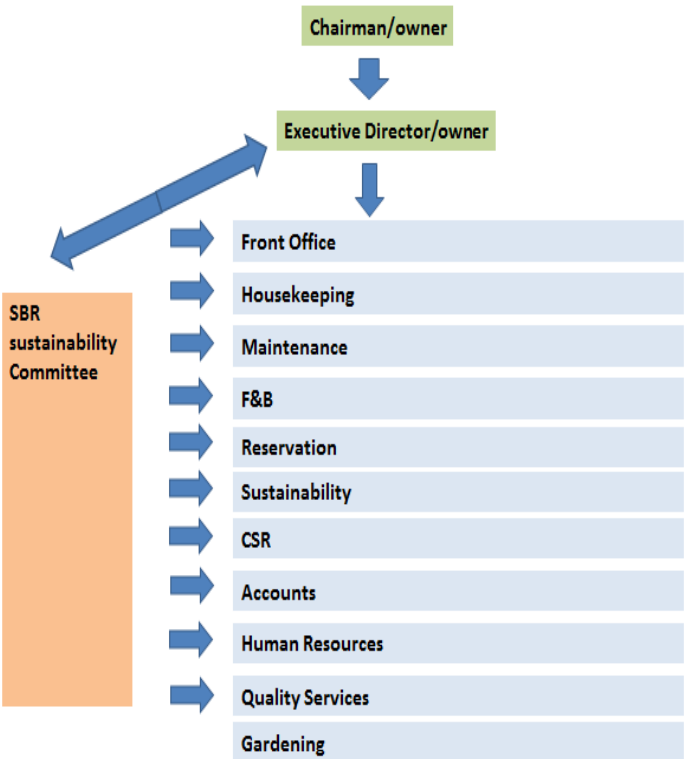 Chairman/owner
Executive Director/owner
SBR
sustainability
Committee
Front Office
Housekeeping
Maintenance
F&B
Reservation
Sustainability
CSR
Accounts
Human Resources
Quality Services
Gardening